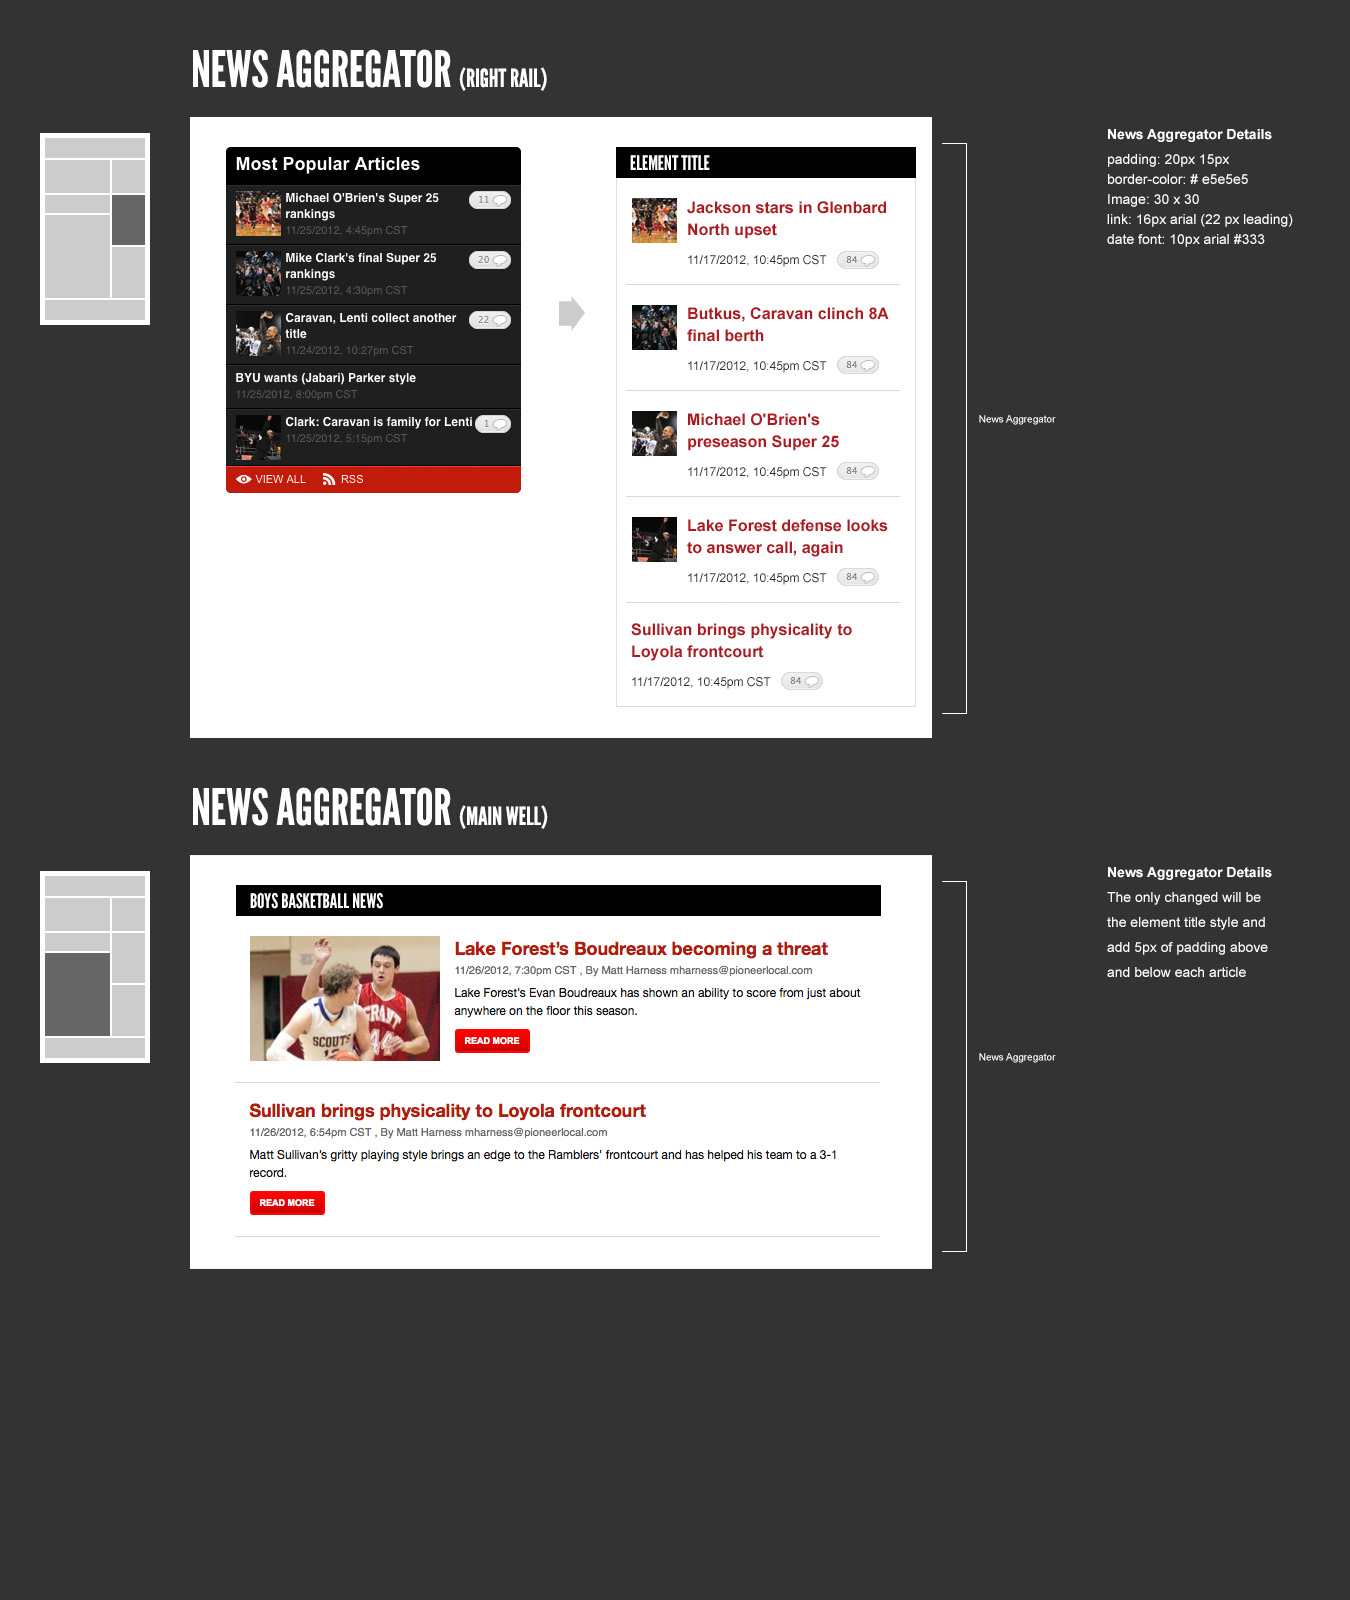 NEWS AGGREGATOR (RIGHT RAIL)
Most Popular Articles
Michael O'Brien's Super 25
rankings
11/25/2012, 4:45pm CST
11
Mike Clark's final Super 25
rankings
11/25/2012, 4:30pm CST
20
Caravan, Lenti collect another
title
11/24/2012, 10:27pm CST
22
BYU wants (Jabari) Parker style
11/25/2012, 8:00pm CST
Clark: Caravan is family for Lenti
11/25/2012, 5:15pm CST
1
VIEW ALL RSS
ELEMENT TITLE
Jackson stars in Glenbard
North upset
11/17/2012, 10:45pm CST 84
Butkus, Caravan clinch 8A
final berth
11/17/2012, 10:45pm CST 84
Michael O'Brien's
preseason Super 25
11/17/2012, 10:45pm CST 84
Lake Forest defense looks
to answer call, again
11/17/2012, 10:45pm CST 84
Sullivan brings physicality to
Loyola frontcourt
11/17/2012, 10:45pm CST 84
News Aggregator
News Aggregator Details
padding: 20px 15px
border-color: # e5e5e5
Image: 30 x 30
link: 16px arial (22 px leading)
date font: 10px arial #333
NEWS AGGREGATOR (MAIN WELL)
BOYS BASKETBALL NEWS
SCOUTS
GRANT
44
Lake Forest’s Boudreaux becoming a threat
11/26/2012, 7:30pm CST , By Matt Harness mharness@pioneerlocal.com
Lake Forest’s Evan Boudreaux has shown an ability to score from just about
anywhere on the floor this season.
READ MORE
Sullivan brings physicality to Loyola frontcourt
11/26/2012, 6:54pm CST , By Matt Harness mharness@pioneerlocal.com
Matt Sullivan’s gritty playing style brings an edge to the Ramblers’ frontcourt and has helped his team to a 3-1
record.
READ MORE
News Aggregator
News Aggregator Details
The only changed will be
the element title style and
add 5px of padding above
and below each article